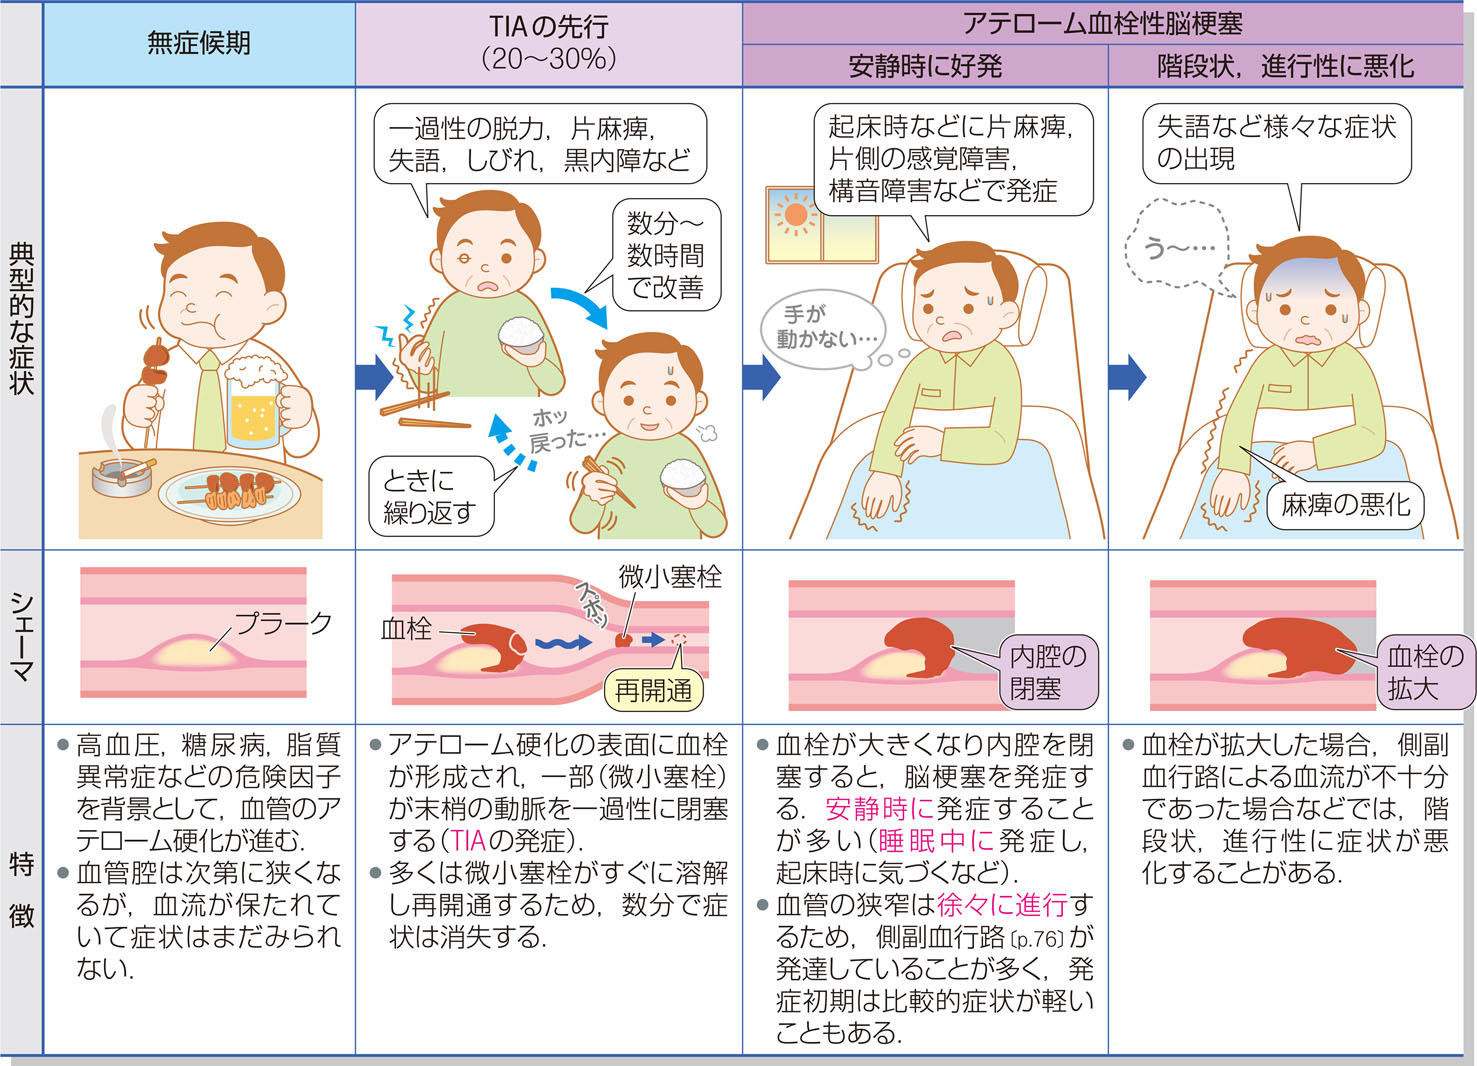 無症候期
TIAの先行
(20〜30%)
アテローム血栓性脳梗塞
安静時に好発
階段状，進行性に悪化
典型的な症状
一過性の脱力，片麻痺，
失語，しびれ，黒内障など
数分〜
数時間
で改善
ホッ
戻った…
ときに
繰り返す
起床時などに片麻痺，
片側の感覚障害，
構音障害などで発症
手が
動かない…
失語など様々な症状
の出現
う〜…
麻痺の悪化
シェーマ
プラーク
血栓
スポッ
微小塞栓
再開通
内腔の
閉塞
血栓の
拡大
特徴
●高血圧，糖尿病，脂質
異常症などの危険因子
を背景として，血管のア
テローム硬化が進む．
●血管腔は次第に狭くな
るが，血流が保たれて
いて症状はまだみられ
ない．
●アテローム硬化の表面に血栓
が形成され，一部（微小塞栓）
が末梢の動脈を一過性に閉塞
する（TIAの発症）．
●多くは微小塞栓がすぐに溶解
し再開通するため，数分で症
状は消失する．
●血栓が大きくなり内腔を閉
塞すると，脳梗塞を発症す
る．安静時に発症すること
が多い（睡眠中に発症し，
起床時に気づくなど）．
●血管の狭窄は徐々に進行す
るため，側副血行路〔p.76〕が
発達していることが多く，発
症初期は比較的症状が軽い
こともある．
●血栓が拡大した場合，側副
血行路による血流が不十分
であった場合などでは，階
段状，進行性に症状が悪
化することがある．